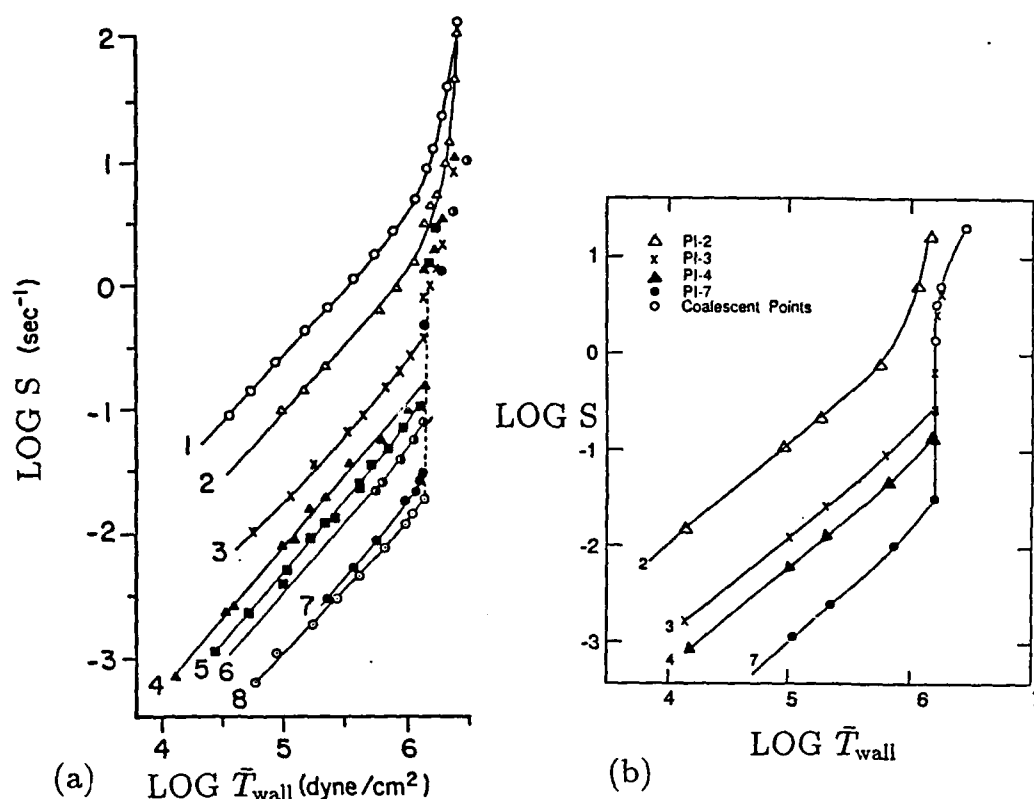 2
1
0
-1
-2
-3
LOG S (sec⁻¹)
1
2
3
4
5
6
7
8
4
5
6
(a)
LOG T̄wall (dyne/cm²)
△ PI-2
x PI-3
▲ PI-4
● PI-7
○ Coalescent Points
1
0
-1
-2
-3
LOG S
2
3
4
7
4
5
6
7
LOG T̄wall
(b)